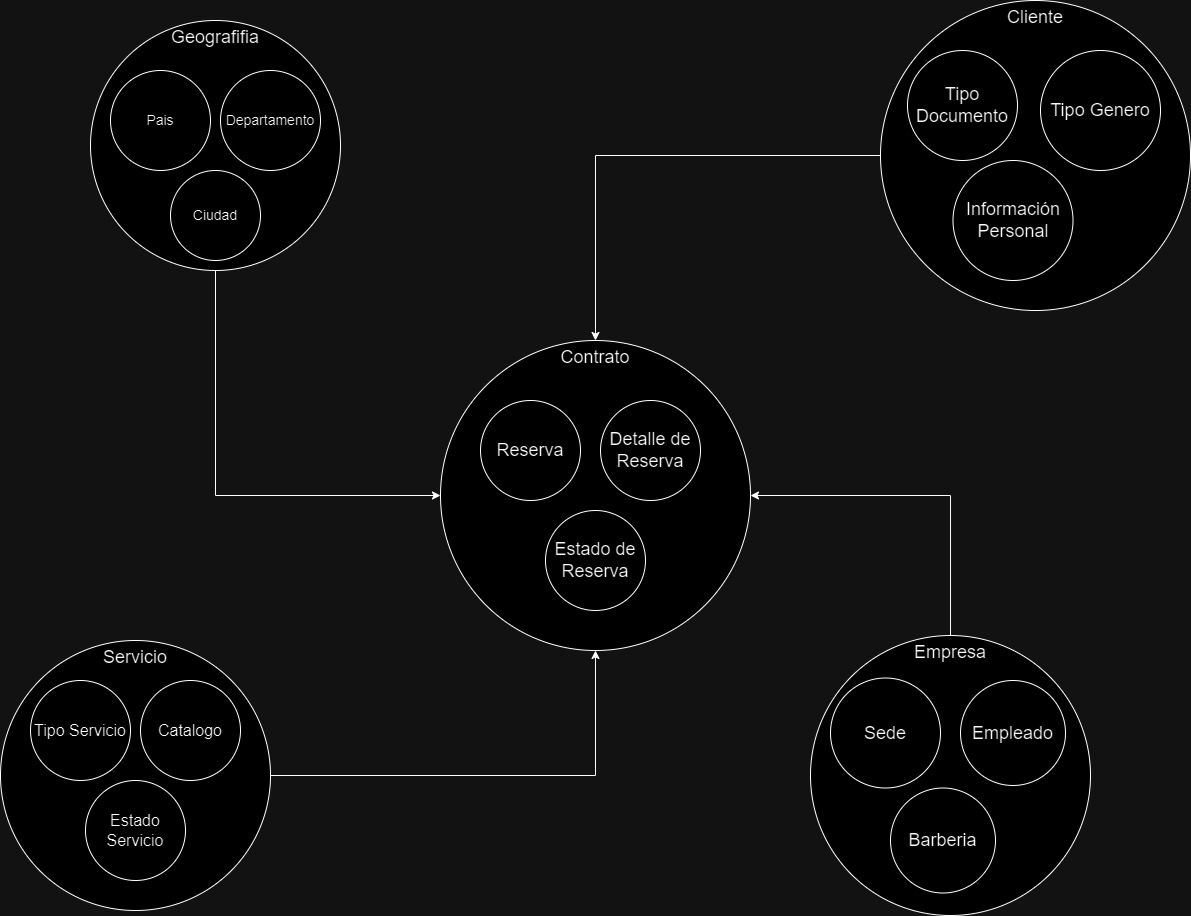 Geografifia
Pais
Departamento
Ciudad
Cliente
Tipo
Documento
Tipo Genero
Información
Personal
Contrato
Reserva
Detalle de
Reserva
Estado de
Reserva
Servicio
Tipo Servicio
Catalogo
Estado
Servicio
Empresa
Sede
Empleado
Barberia